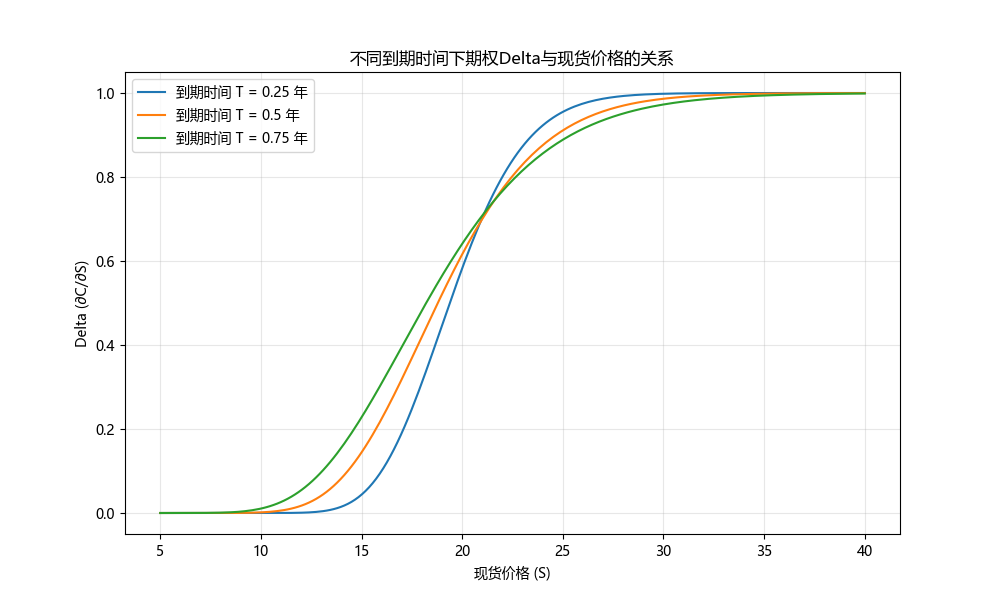 不同到期时间下期权Delta与现货价格的关系
到期时间 T = 0.25 年
到期时间 T = 0.5 年
到期时间 T = 0.75 年
Delta (∂C/∂S)
1.0
0.8
0.6
0.4
0.2
0.0
5 10 15 20 25 30 35 40
现货价格 (S)